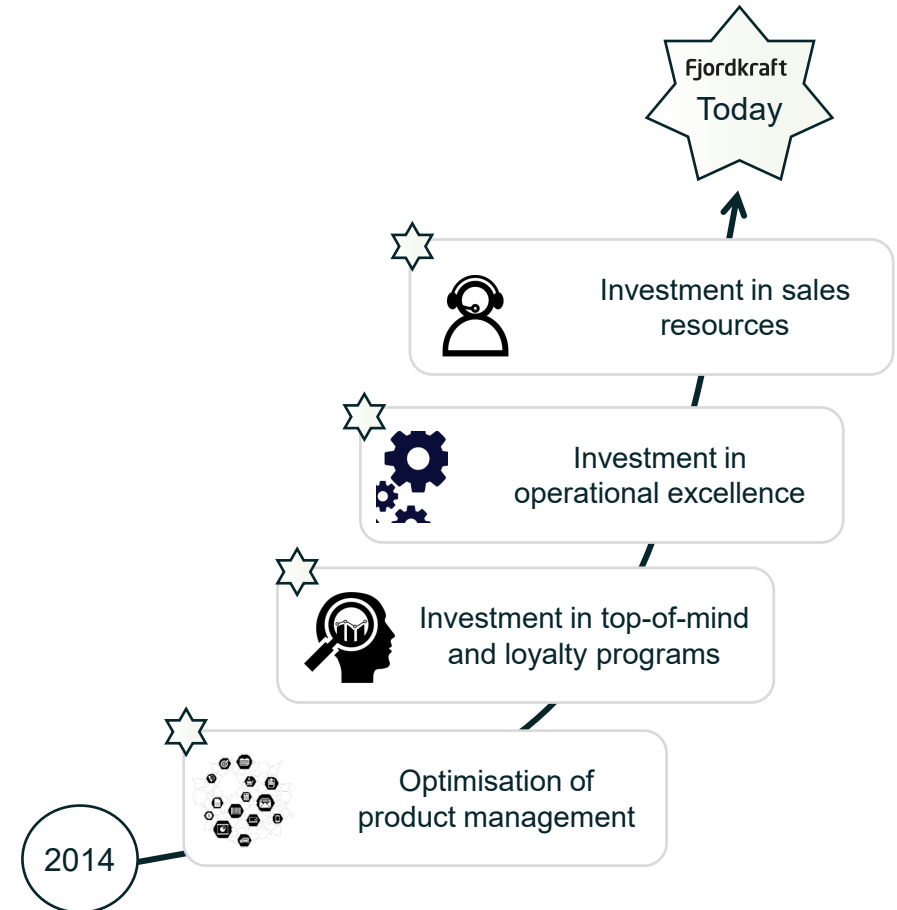 Fjordkraft
Today
Investment in sales
resources
Investment in
operational excellence
Investment in top-of-mind
and loyalty programs
Optimisation of
product management
2014